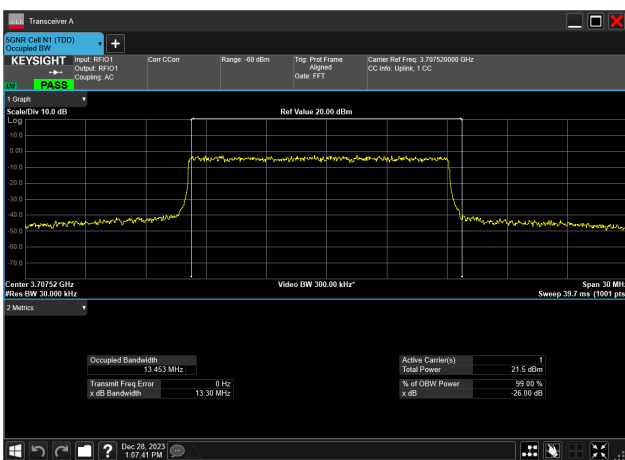 Transceiver A
5GNR Cell N1 (TDD)
Occupied BW
KEYSIGHT
PASS
Input: RFIO1
Output: RFIO1
Coupling: AC
Corr CCorr
Range: -60 dBm
Trig: Prot Frame
Aligned
Gate: FFT
Carrier Ref Freq: 3.707520000 GHz
CC Info: Uplink, 1 CC
1 Graph
Scale/Div 10.0 dB
Ref Value 20.00 dBm
Log
10.0
0.00
-10.0
-20.0
-30.0
-40.0
-50.0
-60.0
-70.0
Center 3.70752 GHz
Video BW 300.00 kHz*
Span 30 MH
#Res BW 30.000 kHz
Sweep 39.7 ms (1001 pts
2 Metrics
Occupied Bandwidth
13.453 MHz
Transmit Freq Error 0 Hz
x dB Bandwidth 13.30 MHz
Active Carrier(s) 1
Total Power 21.5 dBm
% of OBW Power 99.00 %
x dB -26.00 dB
Dec 28, 2023
1:07:41 PM